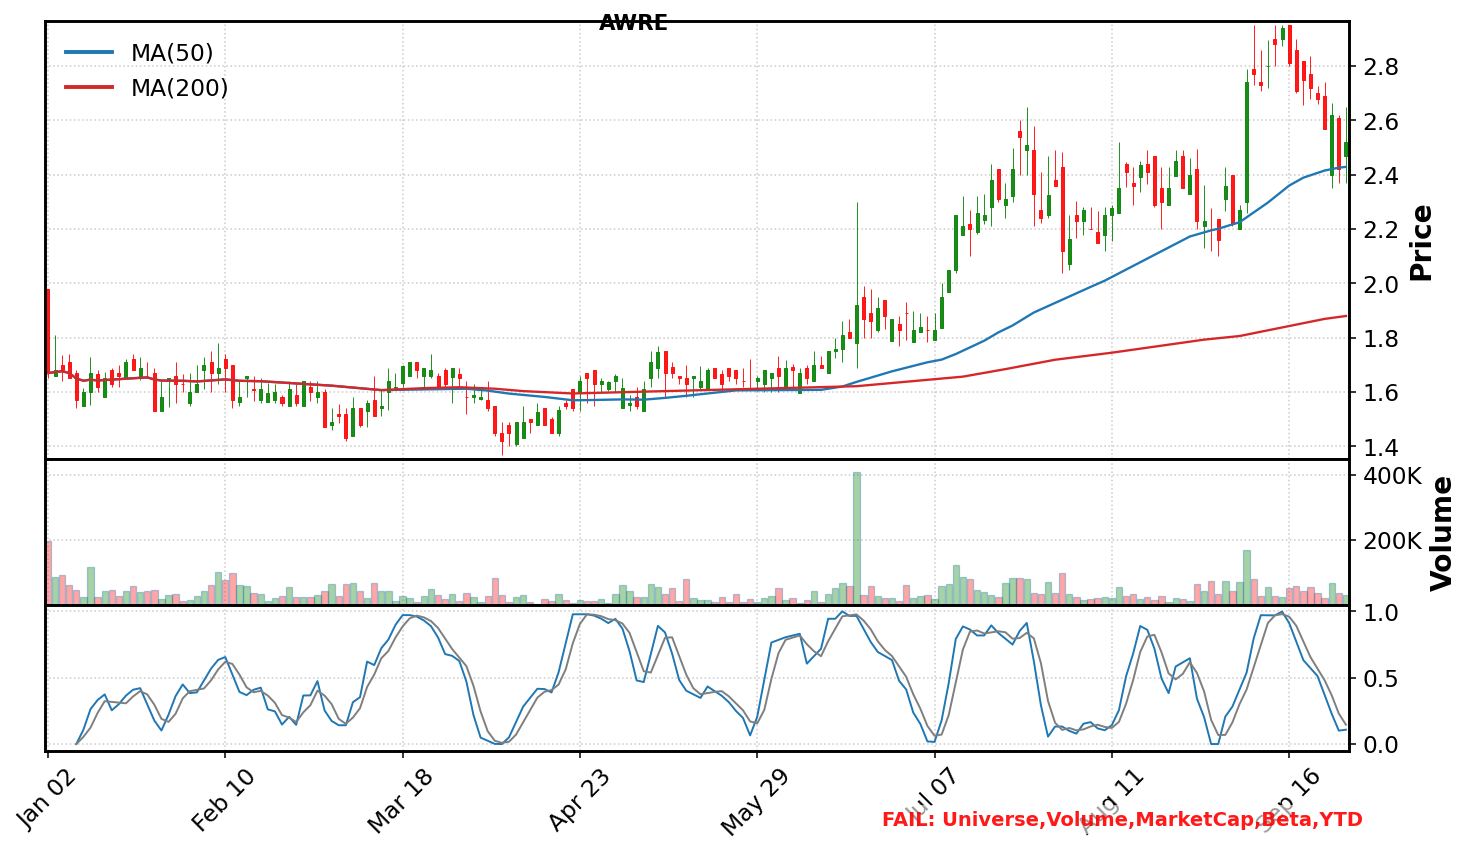 AWRE
MA(50)
MA(200)
2.8
2.6
2.4
2.2
2.0
1.8
1.6
1.4
Price
400K
200K
Volume
1.0
0.5
0.0
Jan 02
Feb 10
Mar 18
Apr 23
May 29
Jul 07
Aug 11
Sep 16
FAIL: Universe,Volume,MarketCap,Beta,YTD